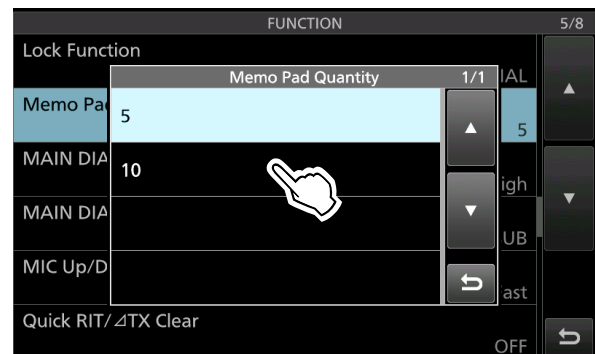 FUNCTION 5/8
Lock Function
IAL
Memo Pad Quantity 1/1
Memo Pa
5
5
10
MAIN DIA
igh
MAIN DIA
UB
MIC Up/D
ast
Quick RIT/⊿TX Clear
OFF